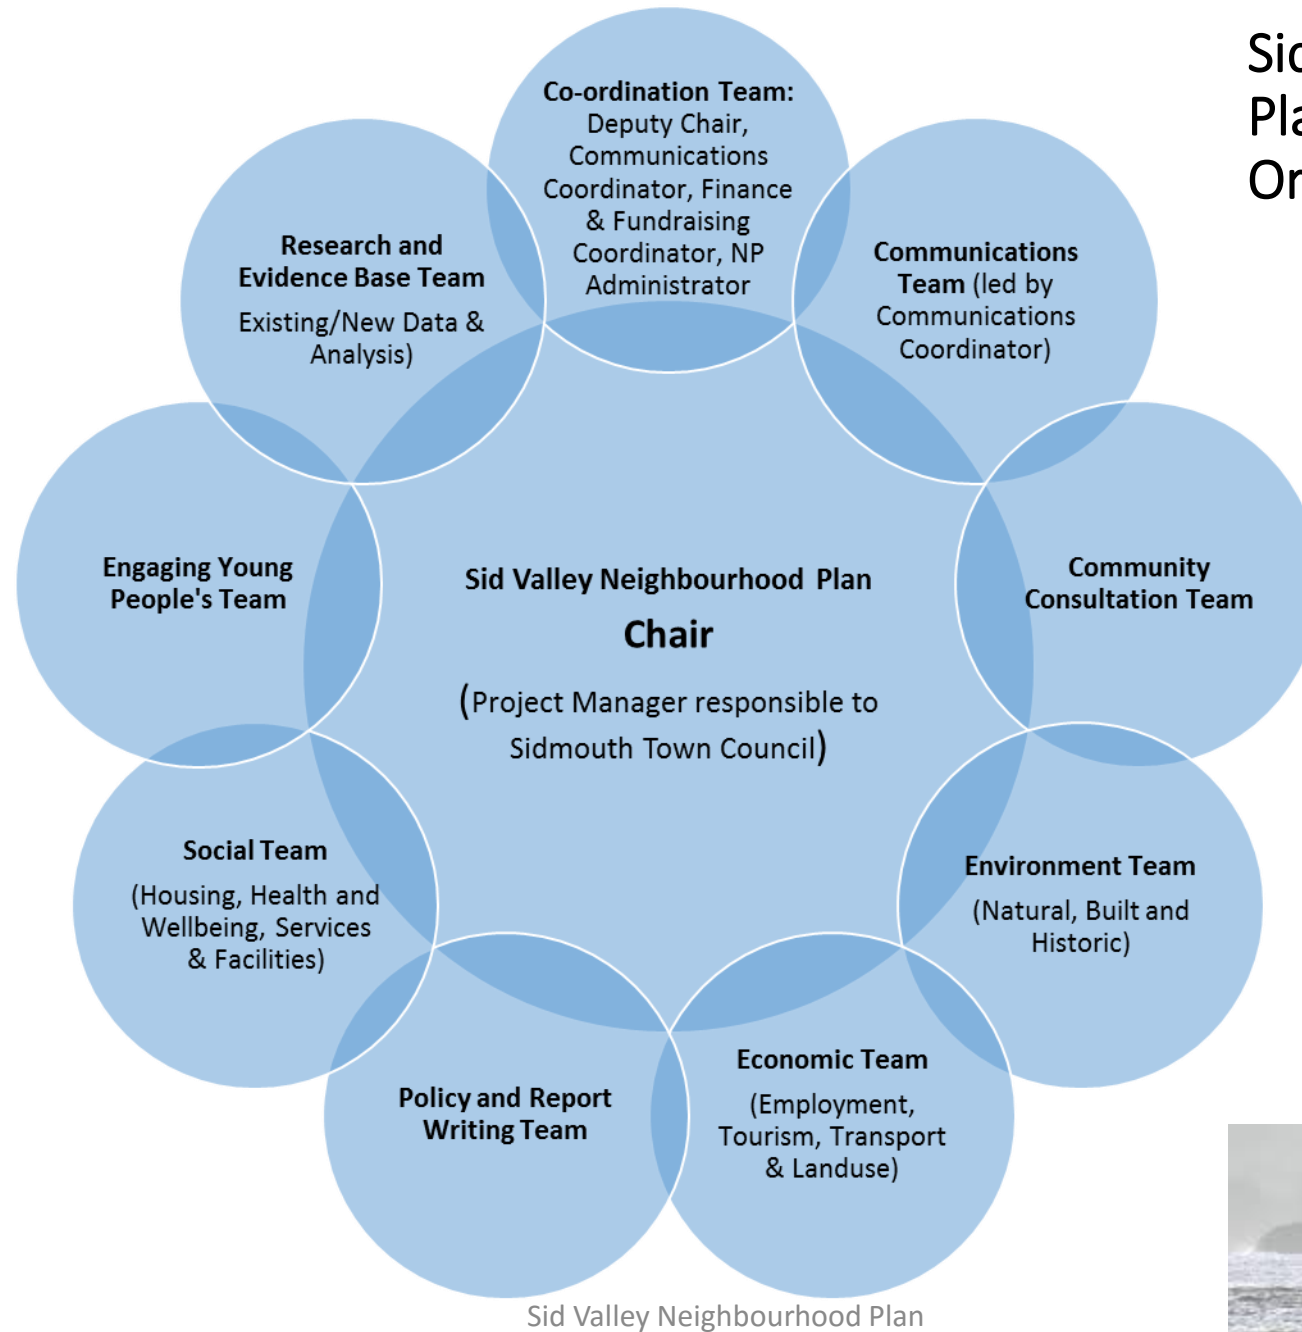 Sid
Pla
Or
Co-ordination Team:
Deputy Chair,
Communications
Coordinator, Finance
& Fundraising
Coordinator, NP
Administrator
Communications
Team (led by
Communications
Coordinator)
Community
Consultation Team
Environment Team
(Natural, Built and
Historic)
Economic Team
(Employment,
Tourism, Transport
& Landuse)
Policy and Report
Writing Team
Social Team
(Housing, Health and
Wellbeing, Services
& Facilities)
Engaging Young
People's Team
Research and
Evidence Base Team
Existing/New Data &
Analysis)
Sid Valley Neighbourhood Plan
Chair
(Project Manager responsible to
Sidmouth Town Council)
Sid Valley Neighbourhood Plan